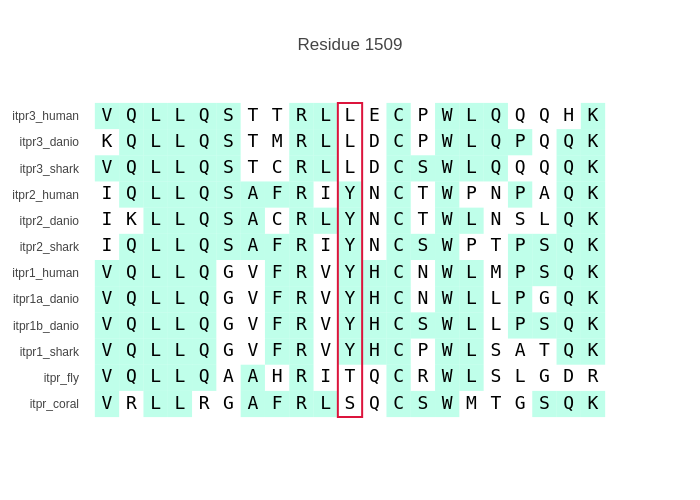 Residue 1509
itpr3_human V Q L L Q S T T R L L E C P W L Q Q Q H K
itpr3_danio K Q L L Q S T M R L L D C P W L Q P Q Q K
itpr3_shark V Q L L Q S T C R L L D C S W L Q Q Q Q K
itpr2_human I Q L L Q S A F R I Y N C T W P N P A Q K
itpr2_danio I K L L Q S A C R L Y N C T W L N S L Q K
itpr2_shark I Q L L Q S A F R I Y N C S W P T P S Q K
itpr1_human V Q L L Q G V F R V Y H C N W L M P S Q K
itpr1a_danio V Q L L Q G V F R V Y H C N W L L P G Q K
itpr1b_danio V Q L L Q G V F R V Y H C S W L L P S Q K
itpr1_shark V Q L L Q G V F R V Y H C P W L S A T Q K
itpr_fly V Q L L Q A A H R I T Q C R W L S L G D R
itpr_coral V R L L R G A F R L S Q C S W M T G S Q K